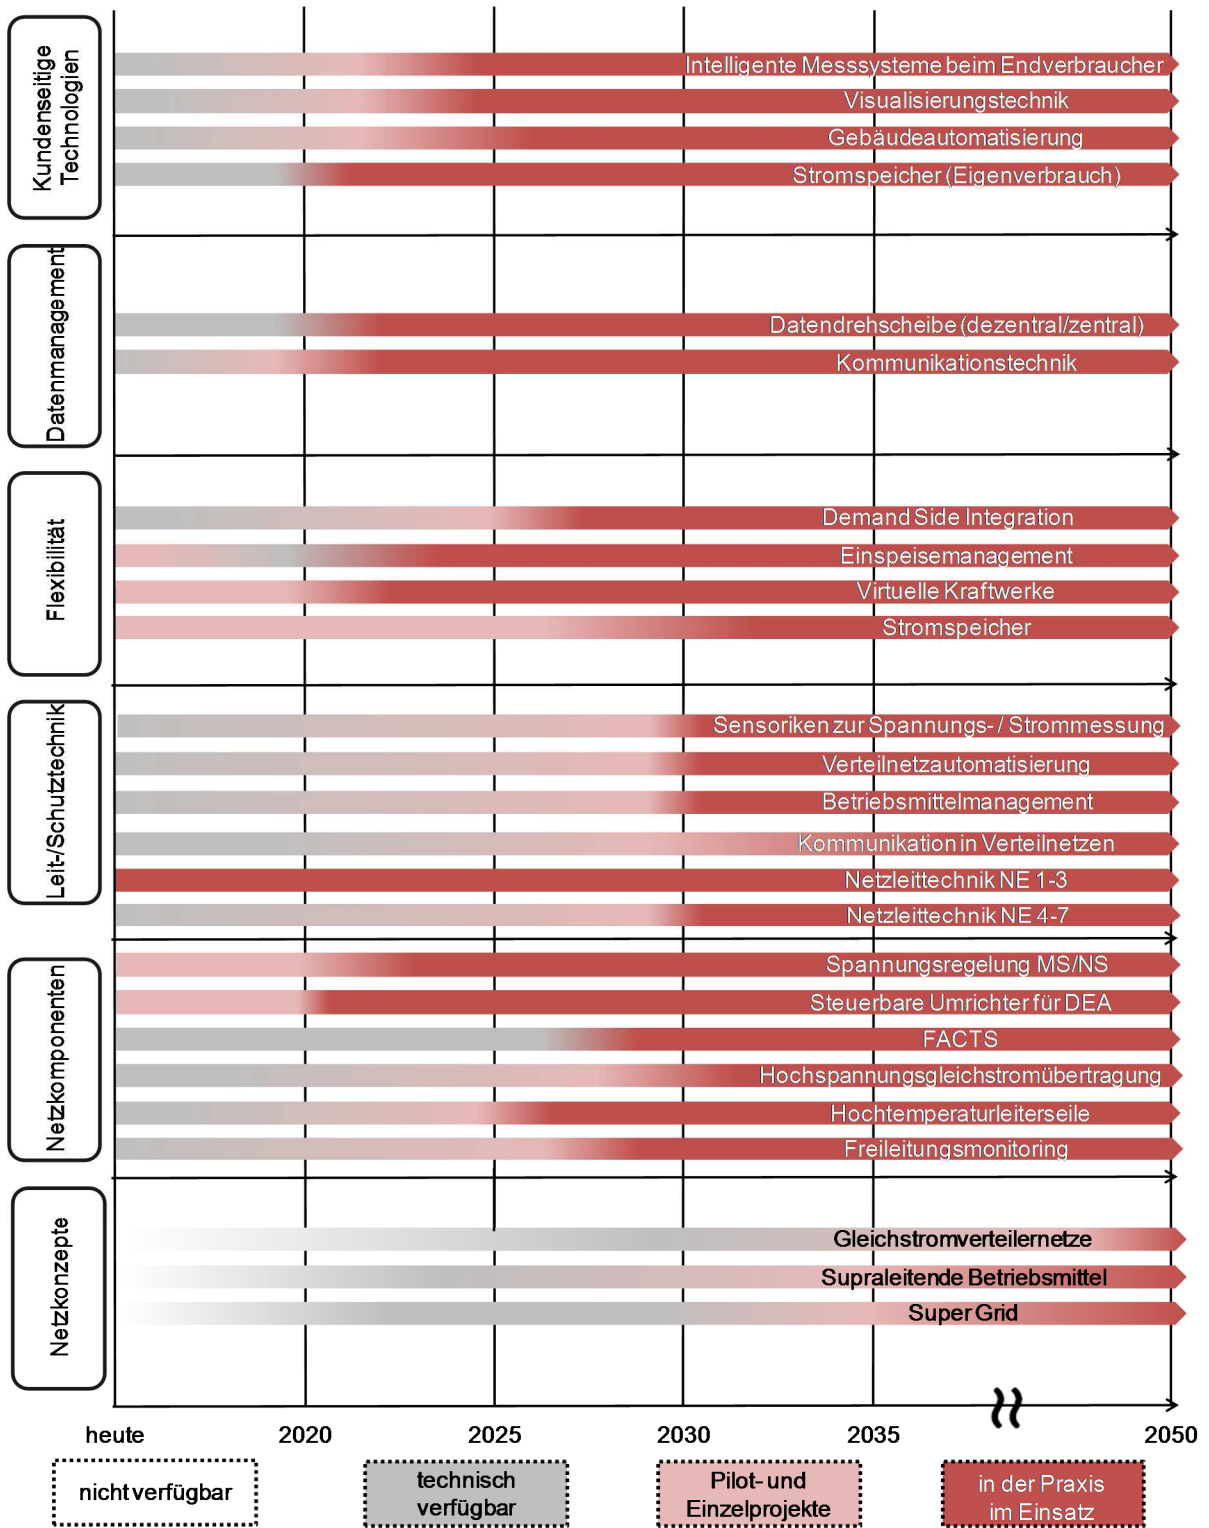 Kundenseitige
Technologien
Intelligente Messsysteme beim Endverbraucher
Visualisierungstechnik
Gebäudeautomatisierung
Stromspeicher (Eigenverbrauch)
Datenmanagement
Datendrehscheibe (dezentral/zentral)
Kommunikationstechnik
Flexibilität
Demand Side Integration
Einspeisemanagement
Virtuelle Kraftwerke
Stromspeicher
Leit-/Schutztechnik
Sensoriken zur Spannungs- / Strommessung
Verteilnetzautomatisierung
Betriebsmittelmanagement
Kommunikation in Verteilnetzen
Netzleittechnik NE 1-3
Netzleittechnik NE 4-7
Netzkomponenten
Spannungsregelung MS/NS
Steuerbare Umrichter für DEA
FACTS
Hochspannungsgleichstromübertragung
Hochtemperaturleiterseile
Freileitungsmonitoring
Netzkonzepte
Gleichstromverteilernetze
Supraleitende Betriebsmittel
Super Grid
heute 2020 2025 2030 2035 2050
nicht verfügbar
technisch
verfügbar
Pilot- und
Einzelprojekte
in der Praxis
im Einsatz